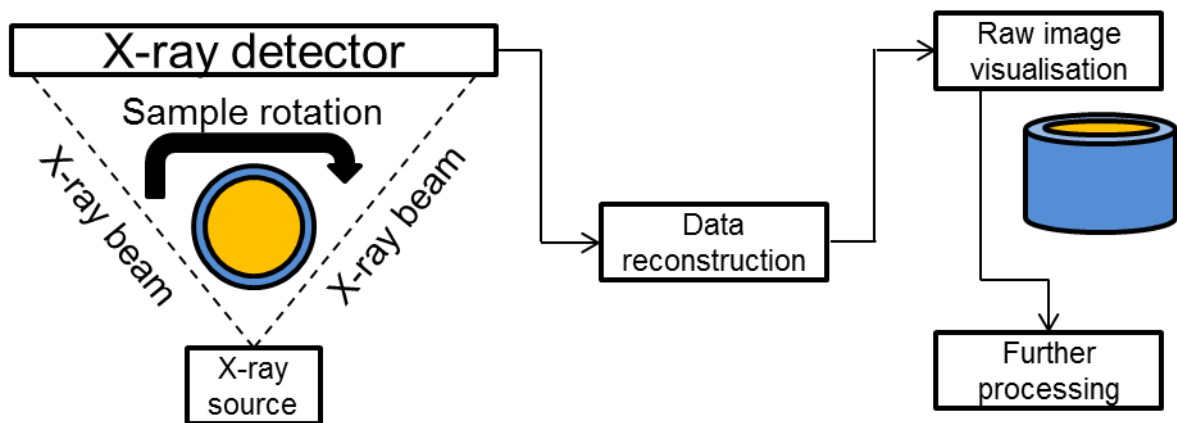 X-ray detector
Sample rotation
X-ray beam
X-ray beam
X-ray
source
Data
reconstruction
Raw image
visualisation
Further
processing